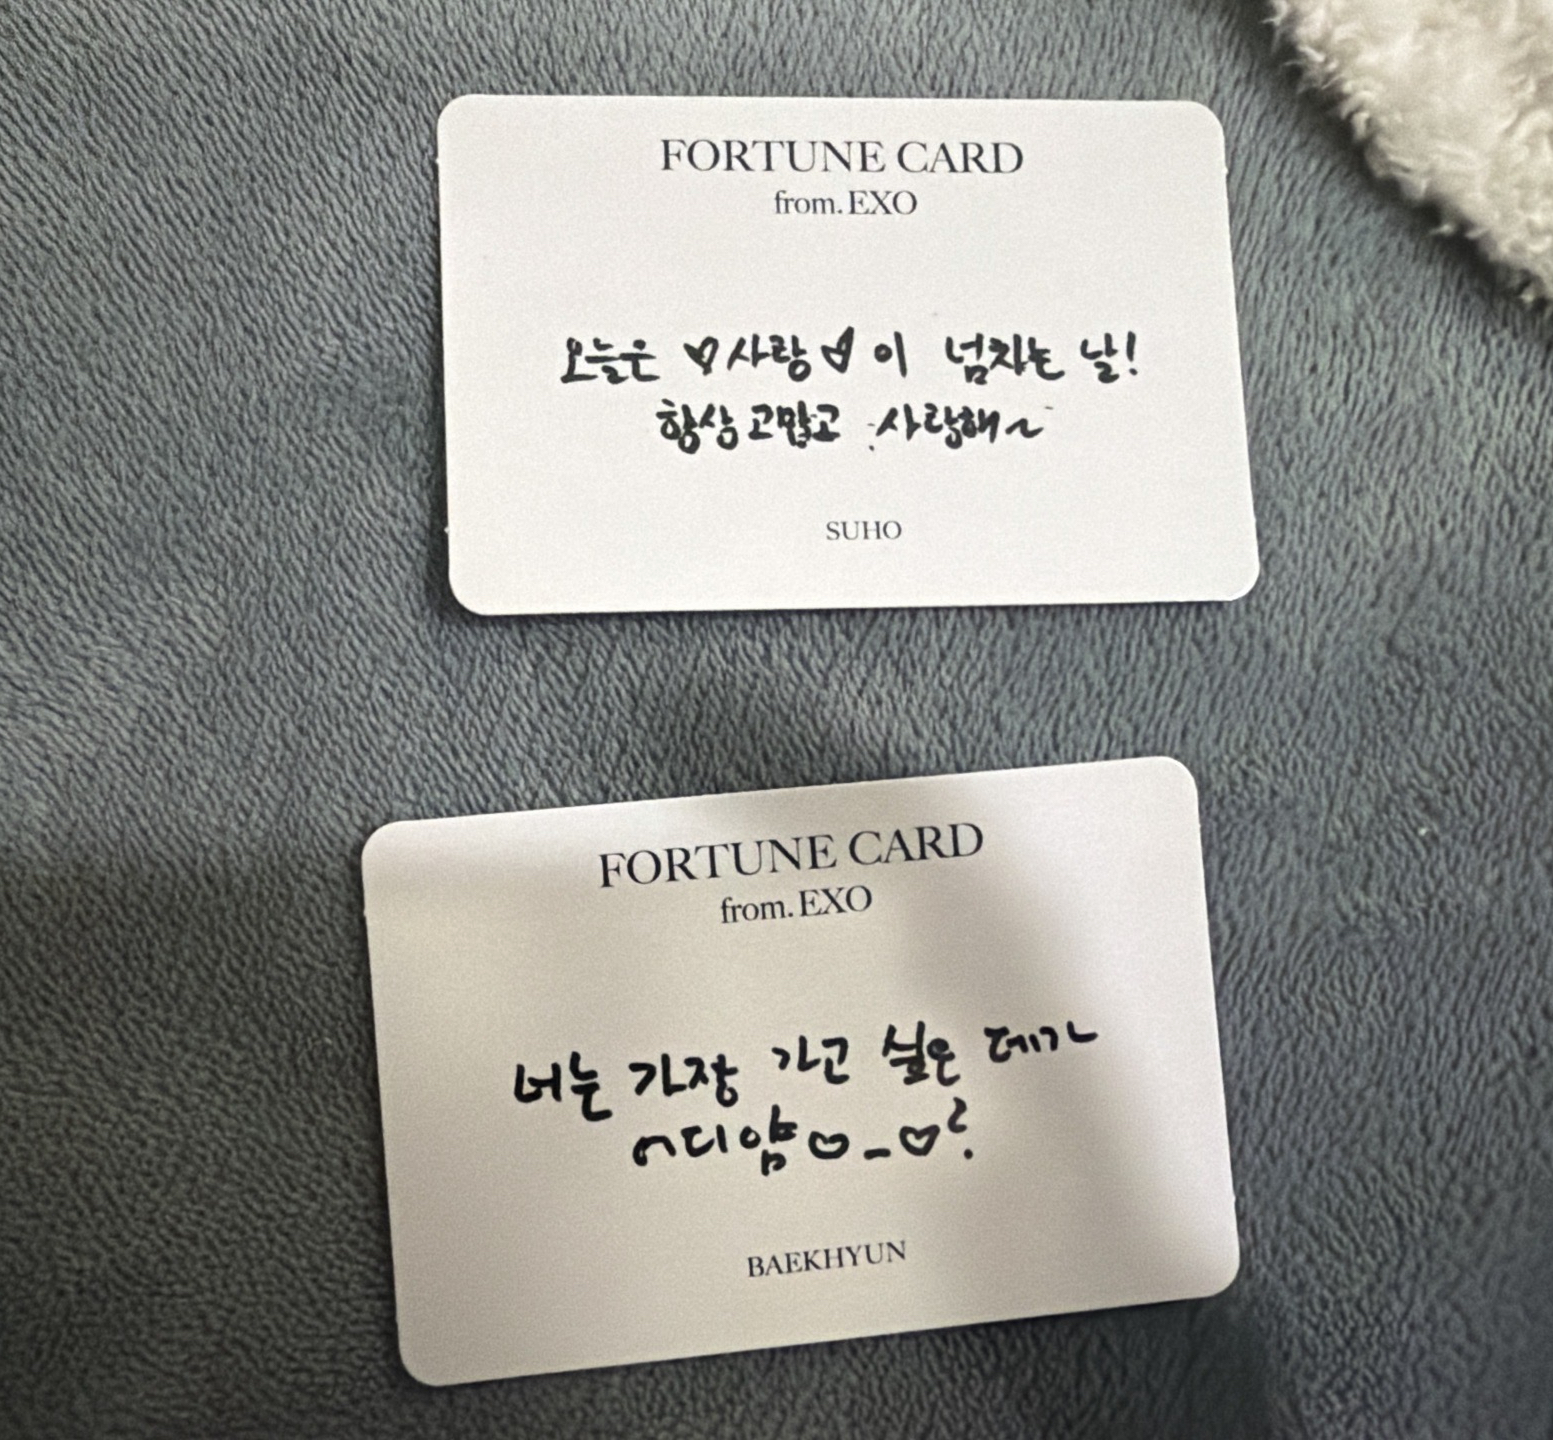 FORTUNE CARD
from. EXO
오늘은 ♡사랑♡이 넘치는 날!
항상 고맙고 사랑해~
SUHO
FORTUNE CARD
from. EXO
너는 가장 가고 싶은 데가
어디얌♡_♡?
BAEKHYUN